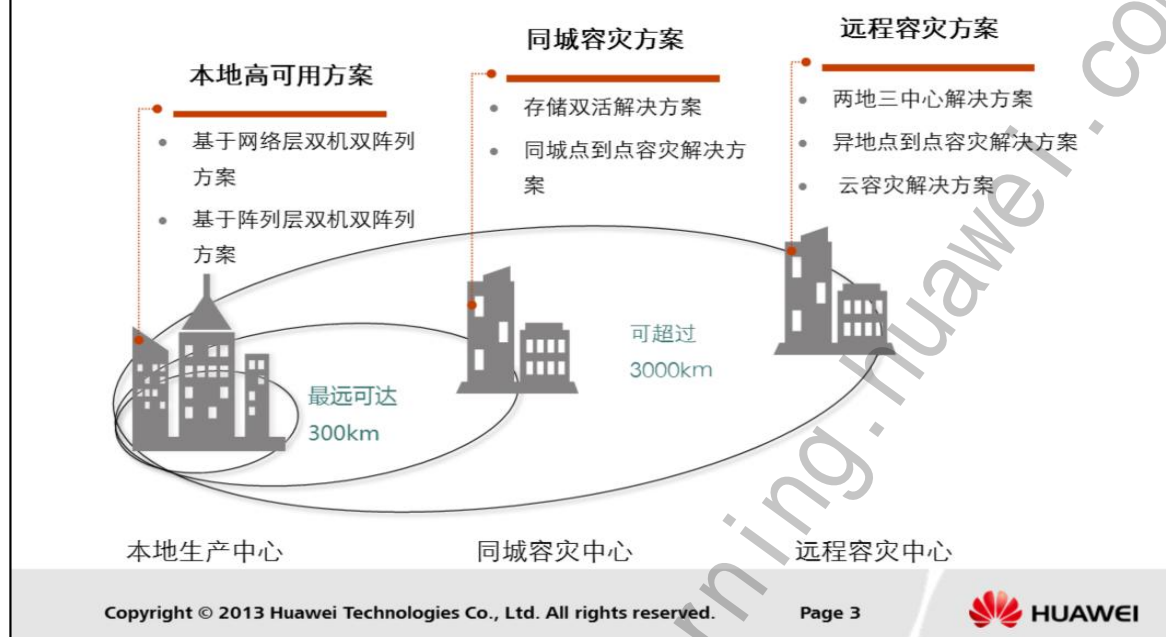 本地高可用方案
• 基于网络层双机双阵列
方案
• 基于阵列层双机双阵列
方案
同城容灾方案
• 存储双活解决方案
• 同城点到点容灾解决方
案
远程容灾方案
• 两地三中心解决方案
• 异地点到点容灾解决方案
• 云容灾解决方案
最远可达
300km
可超过
3000km
本地生产中心
同城容灾中心
远程容灾中心
Copyright © 2013 Huawei Technologies Co., Ltd. All rights reserved.
Page 3
HUAWEI
rning.huawei.co